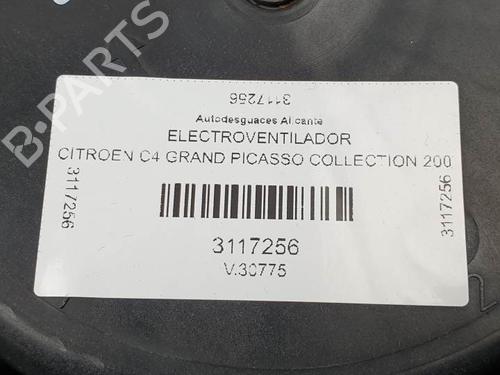 3117256
Autodesguaces Alicante
ELECTROVENTILADOR
CITROEN C4 GRAND PICASSO COLLECTION 200
3117256
3117256
3117256
V.30775
B-PARTS